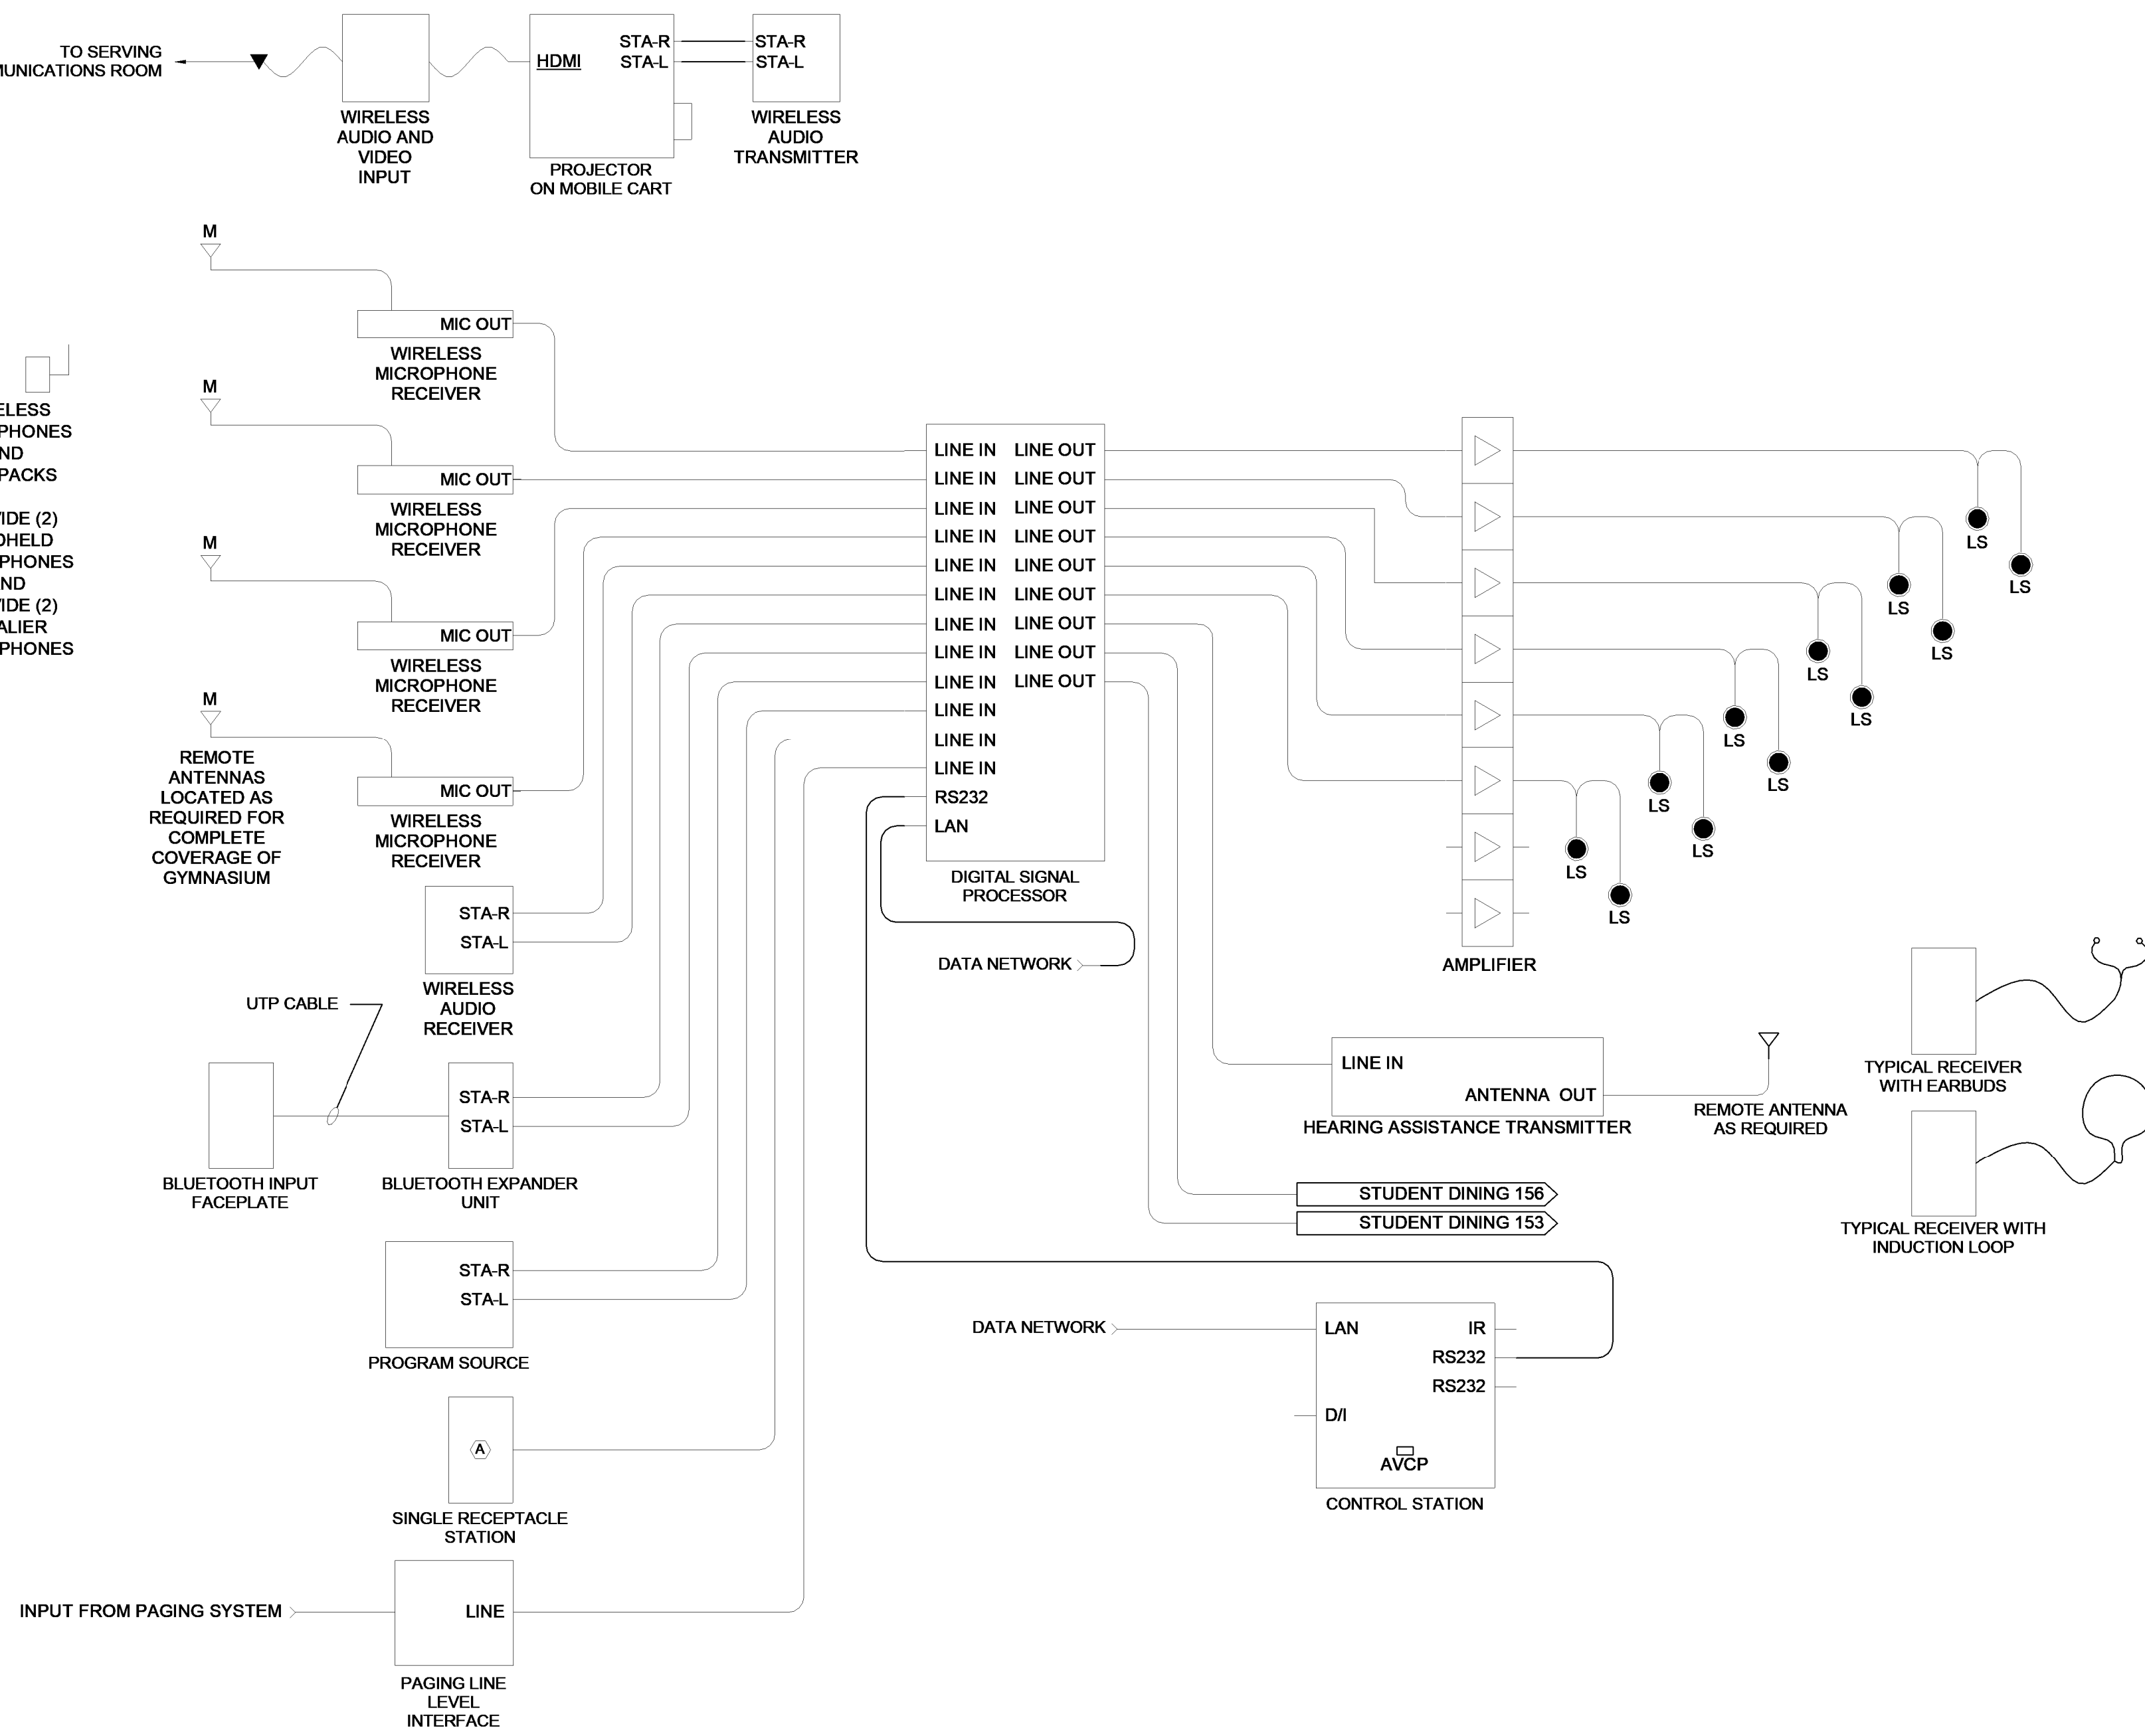 TO SERVING
MUNICATIONS ROOM
WIRELESS
AUDIO AND
VIDEO
INPUT
HDMI
STA-R
STA-L
PROJECTOR
ON MOBILE CART
STA-R
STA-L
WIRELESS
AUDIO
TRANSMITTER
M
MIC OUT
WIRELESS
MICROPHONE
RECEIVER
M
MIC OUT
WIRELESS
MICROPHONE
RECEIVER
M
MIC OUT
WIRELESS
MICROPHONE
RECEIVER
M
MIC OUT
WIRELESS
MICROPHONE
RECEIVER
ELESS
PHONES
ND
PACKS
VIDE (2)
DHELD
PHONES
ND
VIDE (2)
ALIER
PHONES
REMOTE
ANTENNAS
LOCATED AS
REQUIRED FOR
COMPLETE
COVERAGE OF
GYMNASIUM
STA-R
STA-L
WIRELESS
AUDIO
RECEIVER
UTP CABLE
BLUETOOTH INPUT
FACEPLATE
STA-R
STA-L
BLUETOOTH EXPANDER
UNIT
STA-R
STA-L
PROGRAM SOURCE
A
SINGLE RECEPTACLE
STATION
INPUT FROM PAGING SYSTEM
LINE
PAGING LINE
LEVEL
INTERFACE
LINE IN LINE OUT
LINE IN LINE OUT
LINE IN LINE OUT
LINE IN LINE OUT
LINE IN LINE OUT
LINE IN LINE OUT
LINE IN LINE OUT
LINE IN LINE OUT
LINE IN LINE OUT
LINE IN
LINE IN
LINE IN
RS232
LAN
DIGITAL SIGNAL
PROCESSOR
DATA NETWORK
AMPLIFIER
LS
LS
LS
LS
LS
LS
LS
LS
LS
LS
LS
LS
LINE IN
ANTENNA OUT
HEARING ASSISTANCE TRANSMITTER
REMOTE ANTENNA
AS REQUIRED
TYPICAL RECEIVER
WITH EARBUDS
TYPICAL RECEIVER WITH
INDUCTION LOOP
STUDENT DINING 156
STUDENT DINING 153
DATA NETWORK
LAN
IR
RS232
RS232
D/I
AVCP
CONTROL STATION